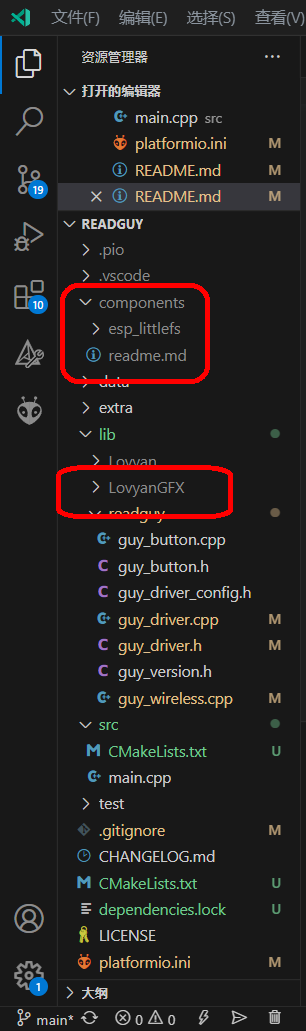 文件(F) 编辑(E) 选择(S) 查看(V)
资源管理器
打开的编辑器
main.cpp src
platformio.ini M
README.md M
README.md M
READGUY
.pio
.vscode
components
esp_littlefs
readme.md
data
extra
lib
Lovyan
LovyanGFX
readguy
guy_button.cpp
guy_button.h
guy_driver_config.h
guy_driver.cpp M
guy_driver.h M
guy_version.h
guy_wireless.cpp M
src
CMakeLists.txt U
main.cpp
test
.gitignore M
CHANGELOG.md
CMakeLists.txt U
dependencies.lock U
LICENSE
platformio.ini M
大纲
main* 0 0
19
10
1